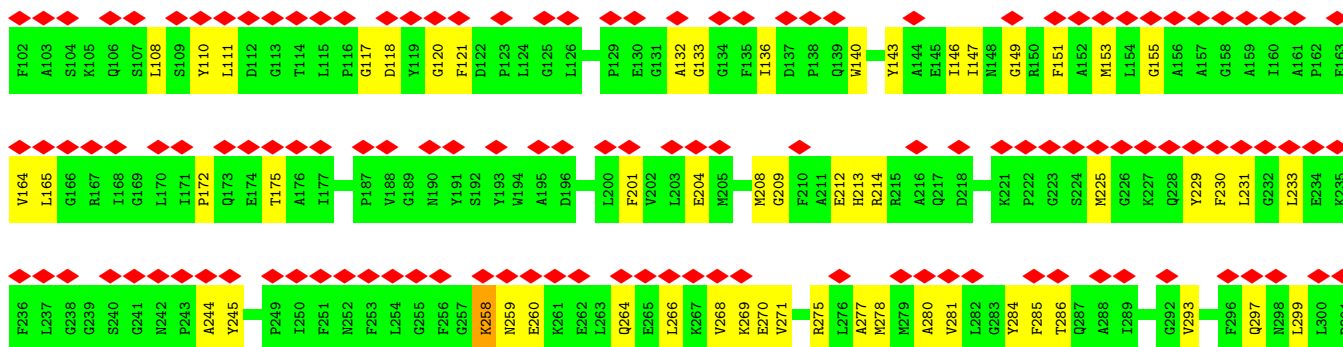 F102 A103 S104 K105 Q106 S107 L108 S109 Y110 L111 D112 G113 T114 L115 P116 G117 D118 Y119 G120 F121 D122 P123 L124 G125 L126 P129 E130 G131 A132 G133 G134 F135 I136 D137 P138 Q139 W140 Y143 A144 E145 I146 I147 N148 G149 R150 F151 A152 M153 L154 G155 A156 A157 G158 A159 I160 A161 P162 E163
V164 L165 G166 R167 I168 G169 L170 I171 P172 Q173 E174 T175 A176 I177 P187 V188 G189 N190 Y191 S192 Y193 W194 A195 D196 L200 F201 V202 L203 E204 M205 M208 G209 F210 A211 E212 H213 R214 R215 A216 Q217 D218 K221 P222 G223 S224 M225 G226 K227 Q228 Y229 F230 L231 G232 L233 E234 K235
F236 L237 G238 G239 S240 G241 N242 P243 A244 Y245 P249 I250 F251 N252 P253 L254 G255 F256 G257 K258 N259 E260 K261 E262 L263 Q264 E265 L266 K267 V268 K269 E270 V271 R275 L276 A277 M278 M279 A280 V281 L282 G283 Y284 F285 T286 Q287 A288 I289 G292 V293 F296 Q297 N298 L299 L300